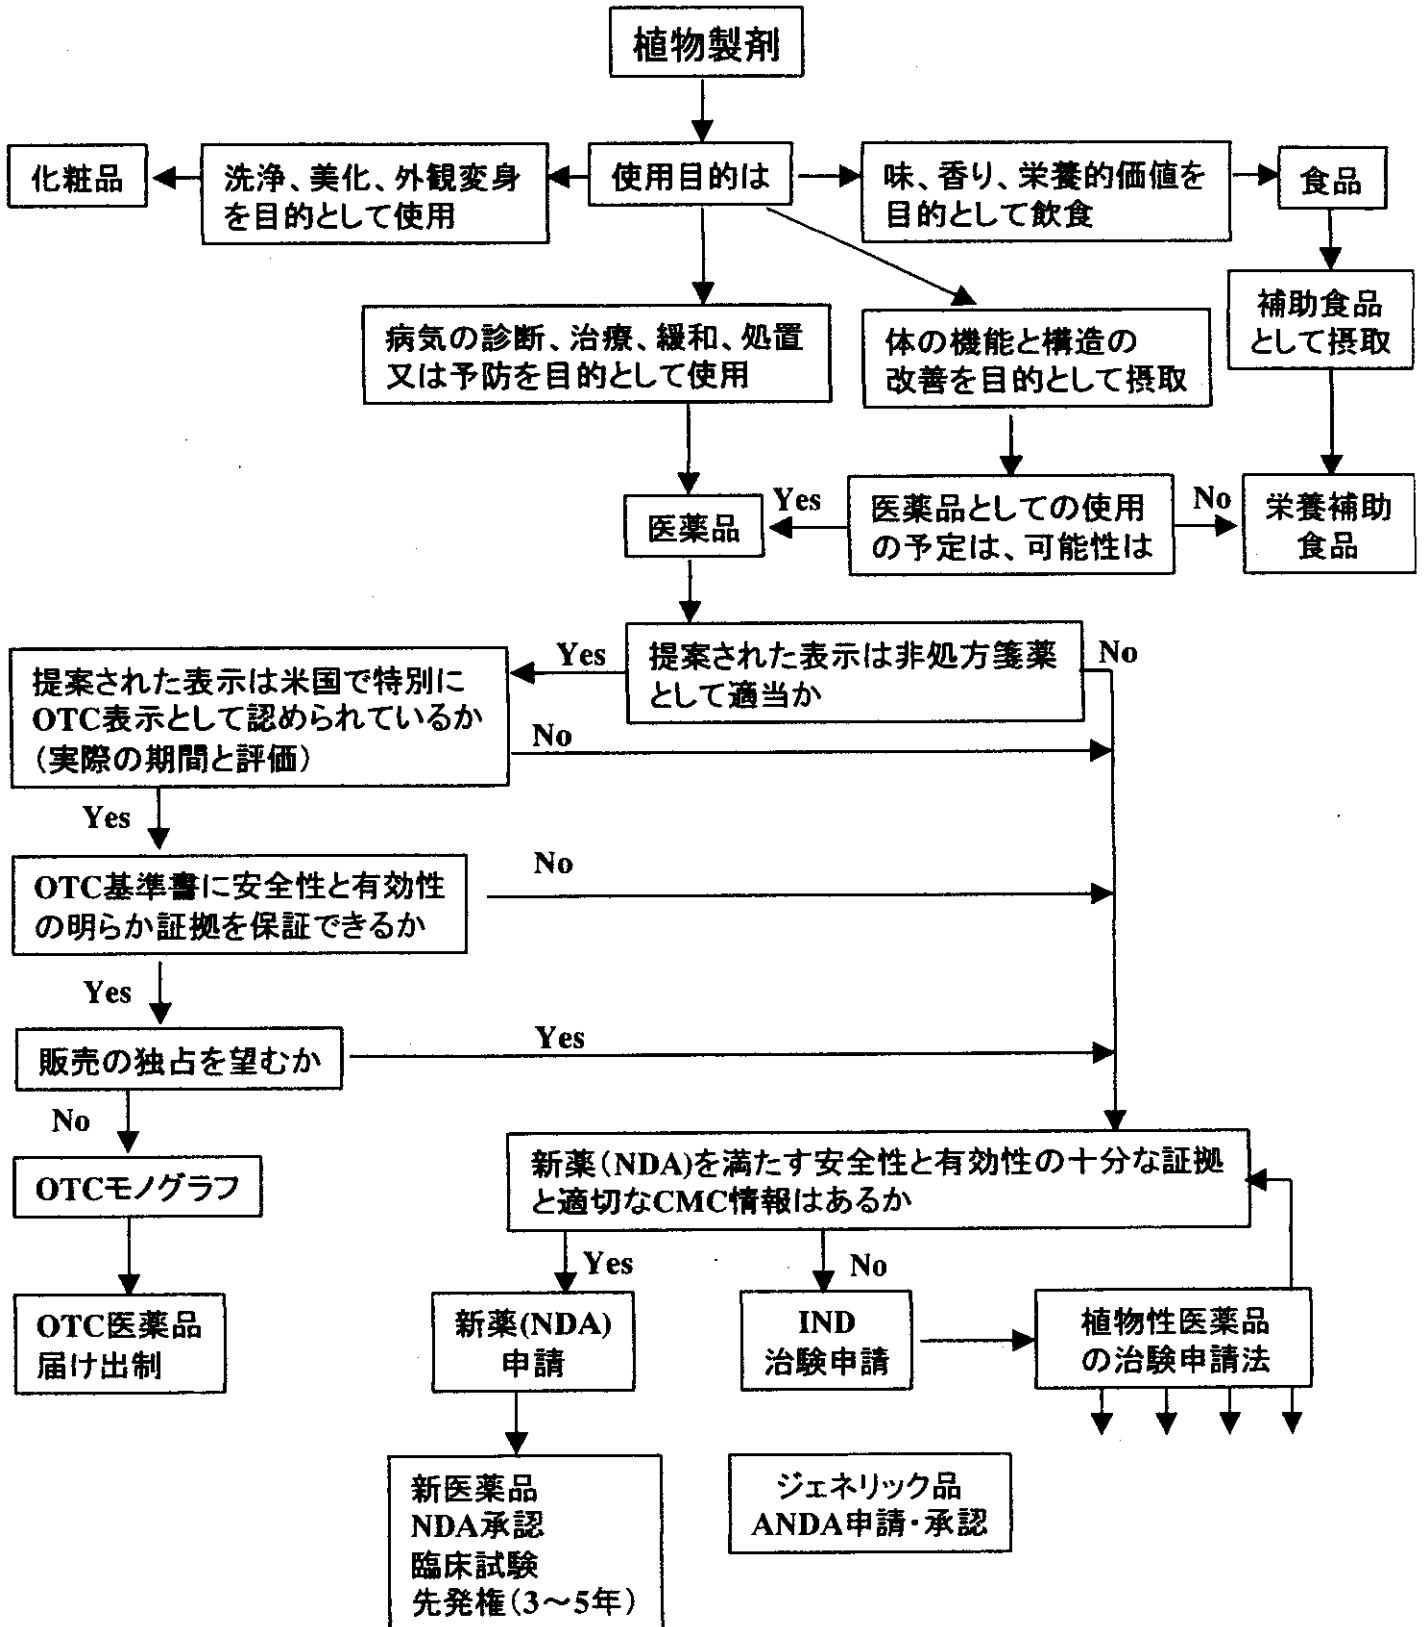 植物製剤
化粧品
洗浄、美化、外観変身
を目的として使用
使用目的は
味、香り、栄養的価値を
目的として飲食
食品
補助食品
として摂取
病気の診断、治療、緩和、処置
又は予防を目的として使用
体の機能と構造の
改善を目的として摂取
医薬品
Yes
医薬品としての使用
の予定は、可能性は
No
栄養補助
食品
提案された表示は米国で特別に
OTC表示として認められているか
（実際の期間と評価）
Yes
提案された表示は非処方箋薬
として適当か
No
No
Yes
OTC基準書に安全性と有効性
の明らか証拠を保証できるか
No
Yes
販売の独占を望むか
Yes
No
OTCモノグラフ
新薬（NDA)を満たす安全性と有効性の十分な証拠
と適切なCMC情報はあるか
Yes
No
OTC医薬品
届け出制
新薬(NDA)
申請
IND
治験申請
植物性医薬品
の治験申請法
新医薬品
NDA承認
臨床試験
先発権（3～5年）
ジェネリック品
ANDA申請・承認